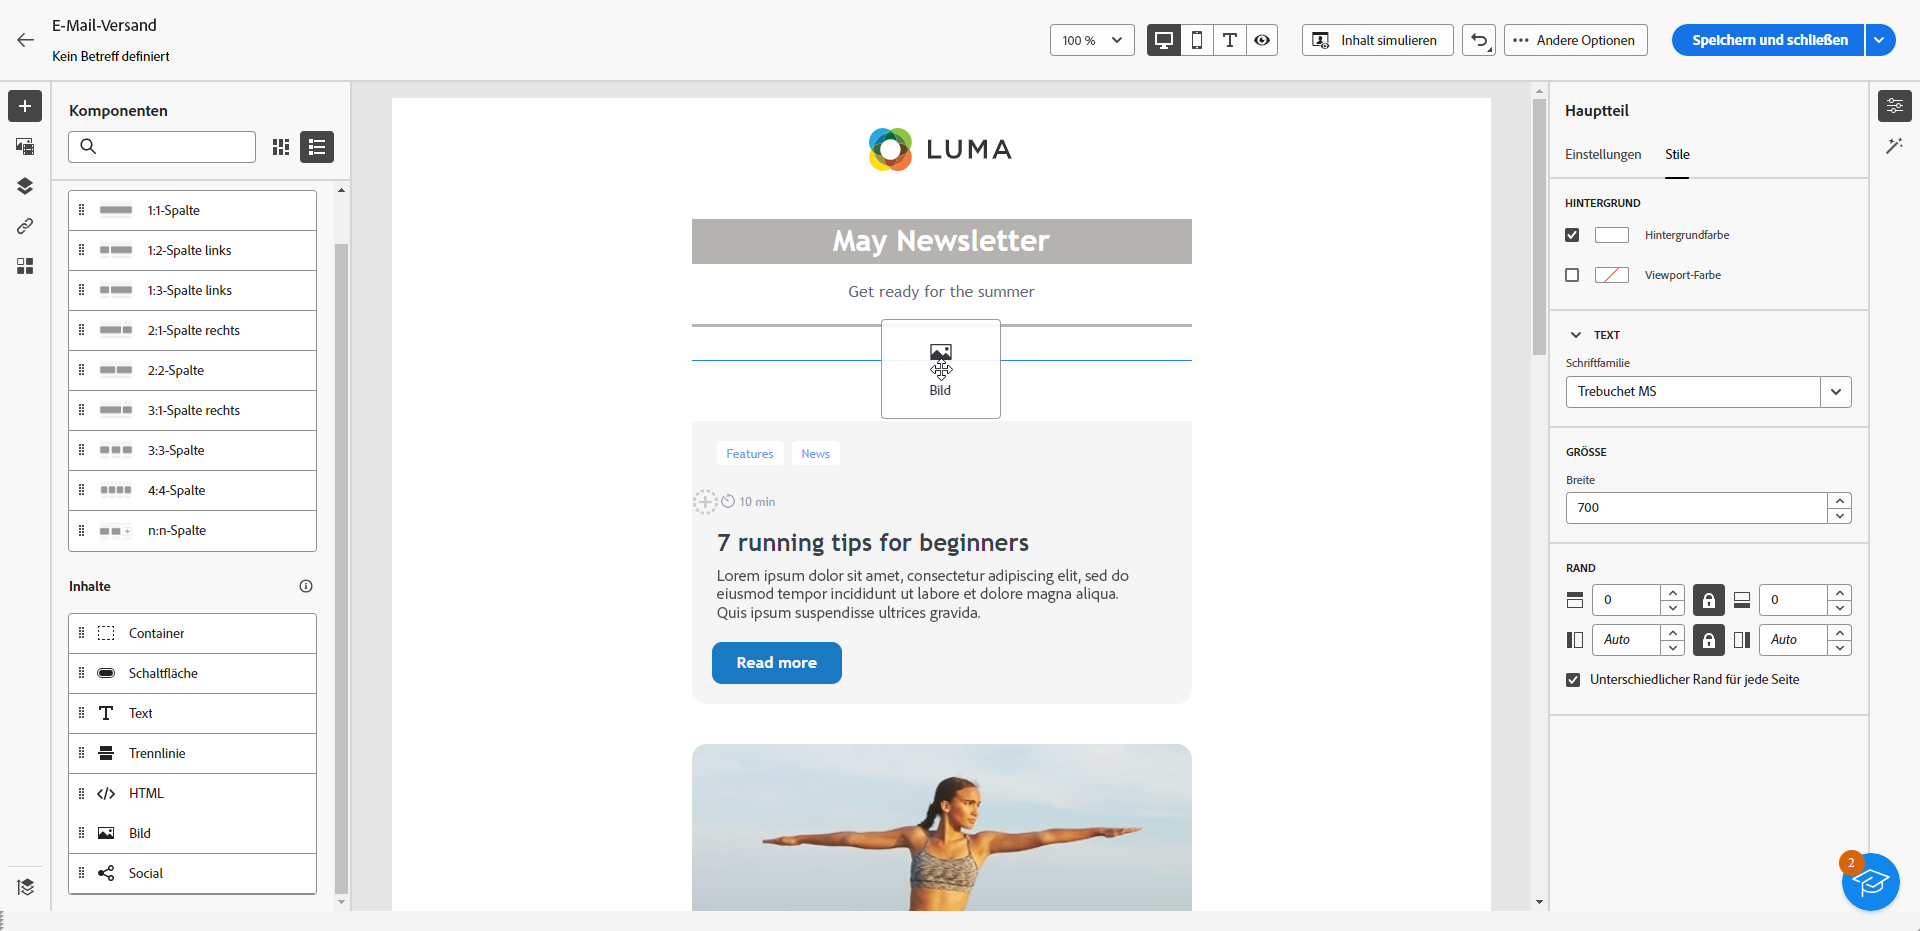 E-Mail-Versand
Kein Betreff definiert
100 %
Inhalt simulieren
Andere Optionen
Speichern und schließen
Komponenten
1:1-Spalte
1:2-Spalte links
1:3-Spalte links
2:1-Spalte rechts
2:2-Spalte
3:1-Spalte rechts
3:3-Spalte
4:4-Spalte
n:n-Spalte
Inhalte
Container
Schaltfläche
Text
Trennlinie
HTML
Bild
Social
LUMA
May Newsletter
Get ready for the summer
Bild
Features
News
10 min
7 running tips for beginners
Lorem ipsum dolor sit amet, consectetur adipiscing elit, sed do
eiusmod tempor incididunt ut labore et dolore magna aliqua.
Quis ipsum suspendisse ultrices gravida.
Read more
Hauptteil
Einstellungen
Stile
HINTERGRUND
Hintergrundfarbe
Viewport-Farbe
TEXT
Schriftfamilie
Trebuchet MS
GRÖSSE
Breite
700
RAND
0
0
Auto
Auto
Unterschiedlicher Rand für jede Seite
2